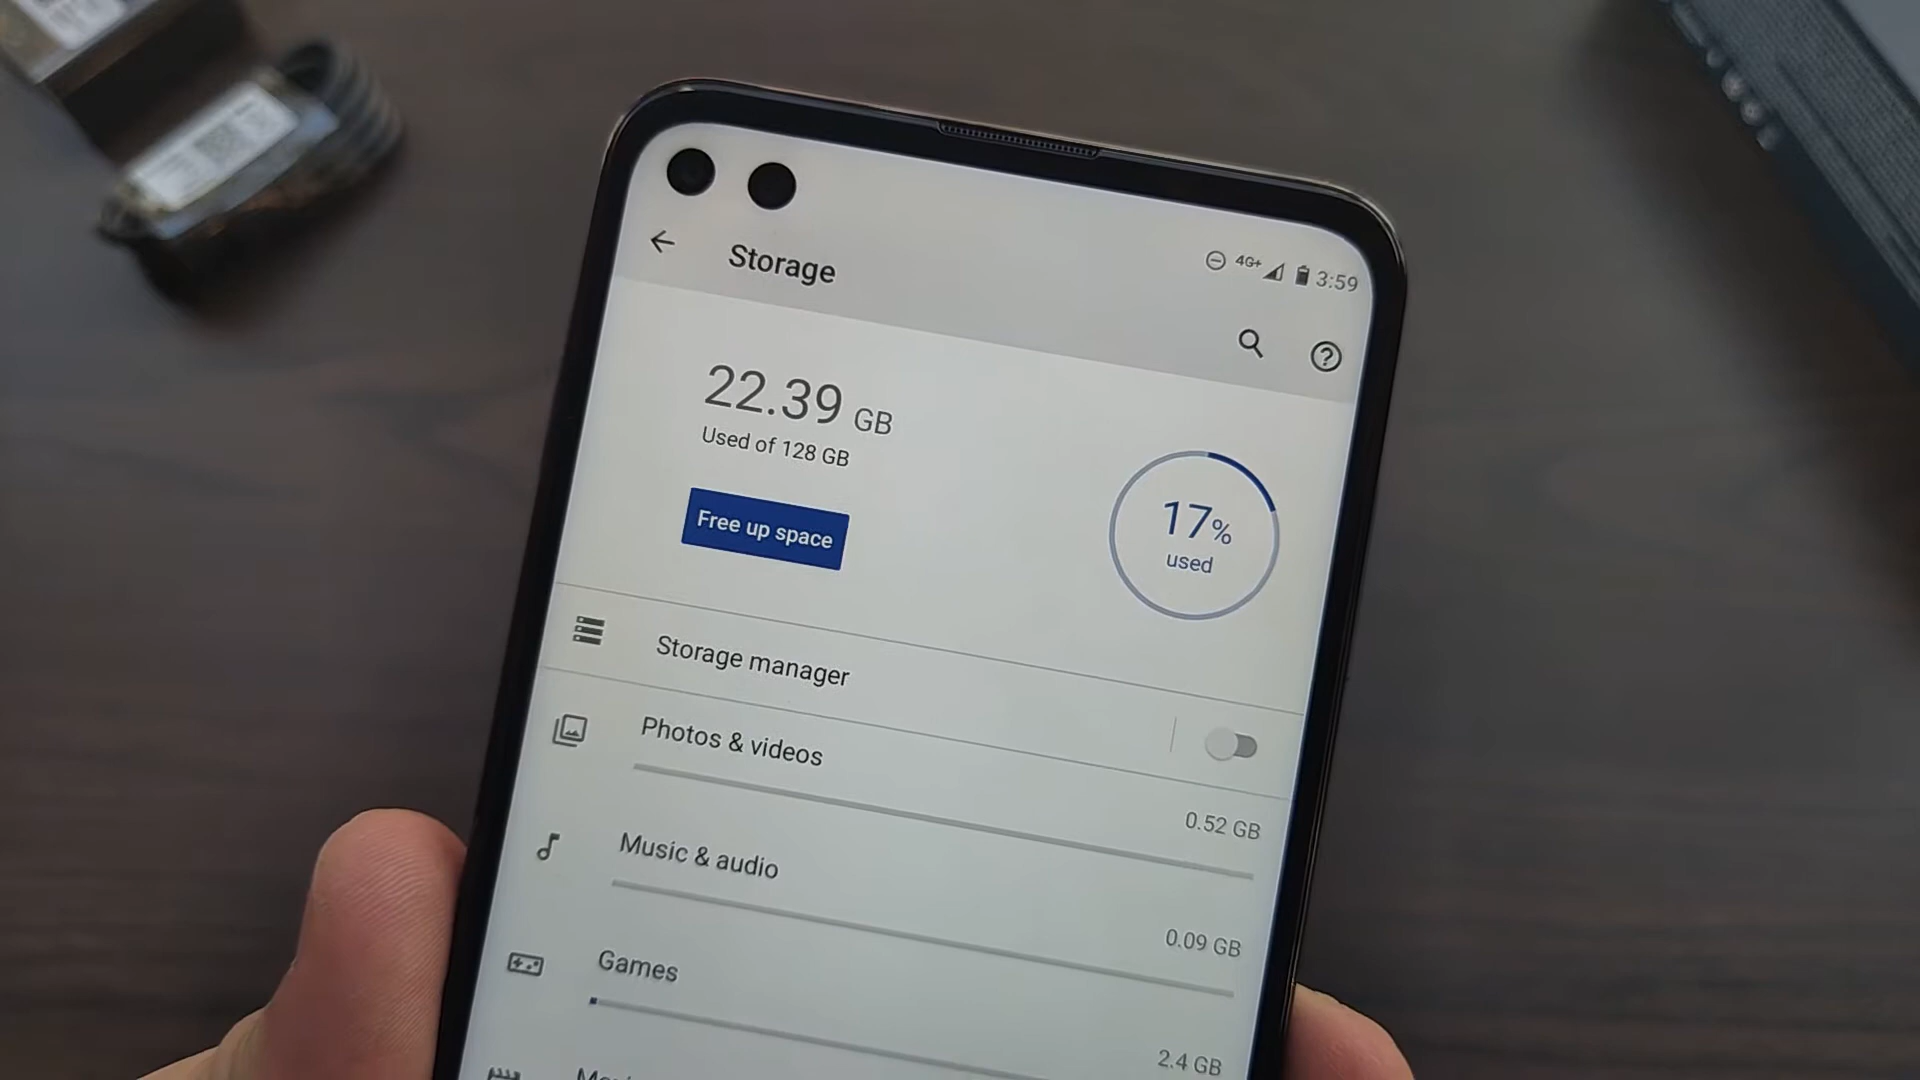 4G+ 3:59
Storage
22.39 GB
Used of 128 GB
Free up space
17%
used
Storage manager
Photos & videos
0.52 GB
Music & audio
0.09 GB
Games
2.4 GB